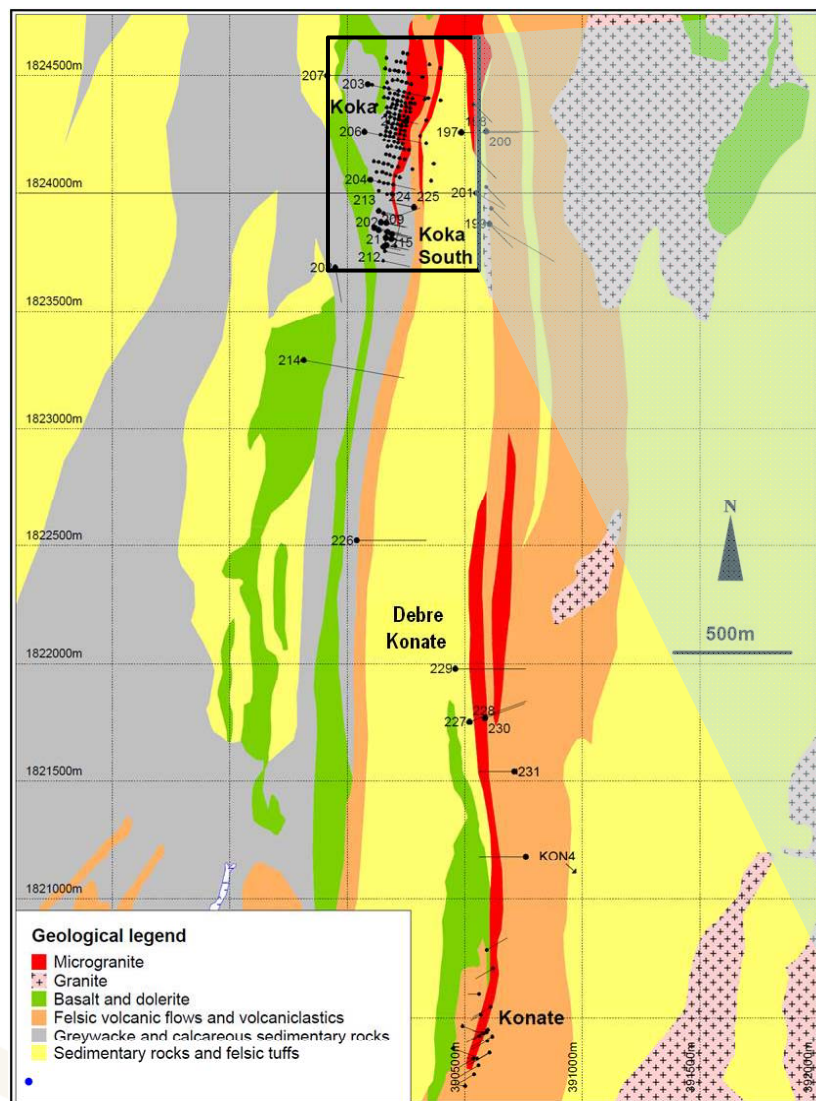 1824500m
207
203
Koka
206
197
200
1824000m
204
201
213
224
225
202
209
193
Koka
215
South
212
1823500m
214
1823000m
1822500m
226
Debre
Konate
N
500m
1822000m
229
228
227
230
1821500m
231
KON4
1821000m
Geological legend
Microgranite
Granite
Basalt and dolerite
Felsic volcanic flows and volcaniclastics
Greywacke and calcareous sedimentary rocks
Sedimentary rocks and felsic tuffs
Konate
390500m
391000m
391500m
392000m